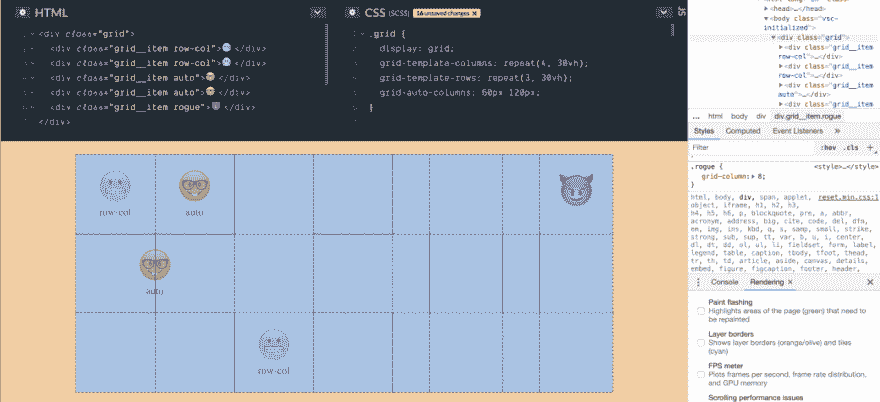 HTML
<div class="grid">
<div class="grid__item row-col"> </div>
<div class="grid__item row-col"> </div>
<div class="grid__item auto"> </div>
<div class="grid__item auto"> </div>
<div class="grid__item rogue"> </div>
</div>
CSS (SCSS) 16 unsaved changes ×
.grid {
display: grid;
grid-template-columns: repeat(4, 30vh);
grid-template-rows: repeat(3, 30vh);
grid-auto-columns: 60px 120px;
}
JS
row-col
auto
auto
row-col
<head>…</head>
<body class="vsc-
initialized">
<div class="grid">
<div class="grid__item
row-col">…</div>
<div class="grid__item
row-col">…</div>
<div class="grid__item
auto">…</div>
<div class="grid__item
... html body div div.grid__item.rogue
Styles Computed Event Listeners »
Filter :hov .cls +
.rogue { <style>…</style>
grid-column: 8;
}
html, body, div, span, applet, reset.min.css:1
object, iframe, h1, h2, h3,
h4, h5, h6, p, blockquote, pre, a, abbr,
acronym, address, big, cite, code, del, dfn,
em, img, ins, kbd, q, s, samp, small, strike,
strong, sub, sup, tt, var, b, u, i, center,
dl, dt, dd, ol, ul, li, fieldset, form, label,
legend, table, caption, tbody, tfoot, thead,
tr, th, td, article, aside, canvas, details,
embed, figure, figcaption, footer, header,
Console Rendering ×
Paint flashing
Highlights areas of the page (green) that need to
be repainted
Layer borders
Shows layer borders (orange/olive) and tiles
(cyan)
FPS meter
Plots frames per second, frame rate distribution,
and GPU memory
Scrolling performance issues